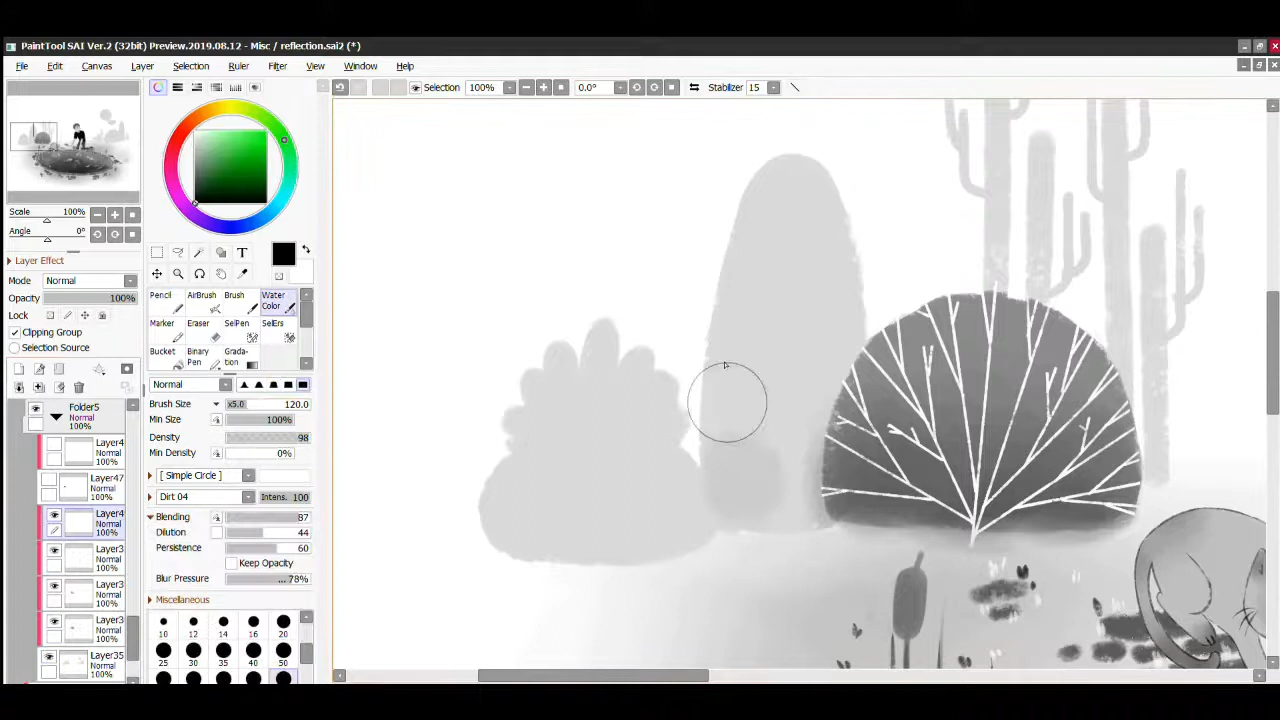 PaintTool SAI Ver.2 (32bit) Preview.2019.08.12 - Misc / reflection.sai2 (*)
File Edit Canvas Layer Selection Ruler Filter View Window Help
Selection 100% 0.0° Stabilizer 15
Scale 100%
Angle 0°
Layer Effect
Mode Normal
Opacity 100%
Lock
Clipping Group
Selection Source
Folder5
Normal
100%
Layer4
Normal
100%
Layer47
Normal
100%
Layer4
Normal
100%
Layer3
Normal
100%
Layer3
Normal
100%
Layer3
Normal
100%
Layer35
Normal
T
Pencil AirBrush Brush Water Color
Marker Eraser SelPen SelErs
Bucket Binary Pen Grada-tion
Normal
Brush Size x5.0 120.0
Min Size 100%
Density 98
Min Density 0%
[ Simple Circle ]
Dirt 04 Intens. 100
Blending 87
Dilution 44
Persistence 60
Keep Opacity
Blur Pressure ... 78%
Miscellaneous
10 12 14 16 20
25 30 35 40 50